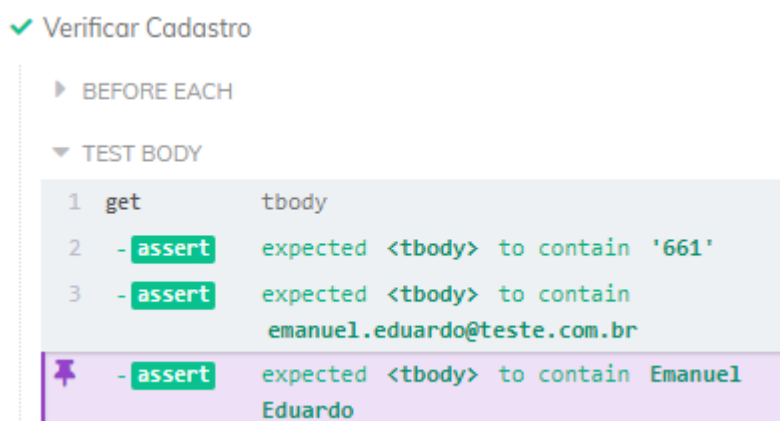 Verificar Cadastro
BEFORE EACH
TEST BODY
1 get tbody
2 -assert expected <tbody> to contain '661'
3 -assert expected <tbody> to contain
emanuel.eduardo@teste.com.br
-assert expected <tbody> to contain Emanuel
Eduardo